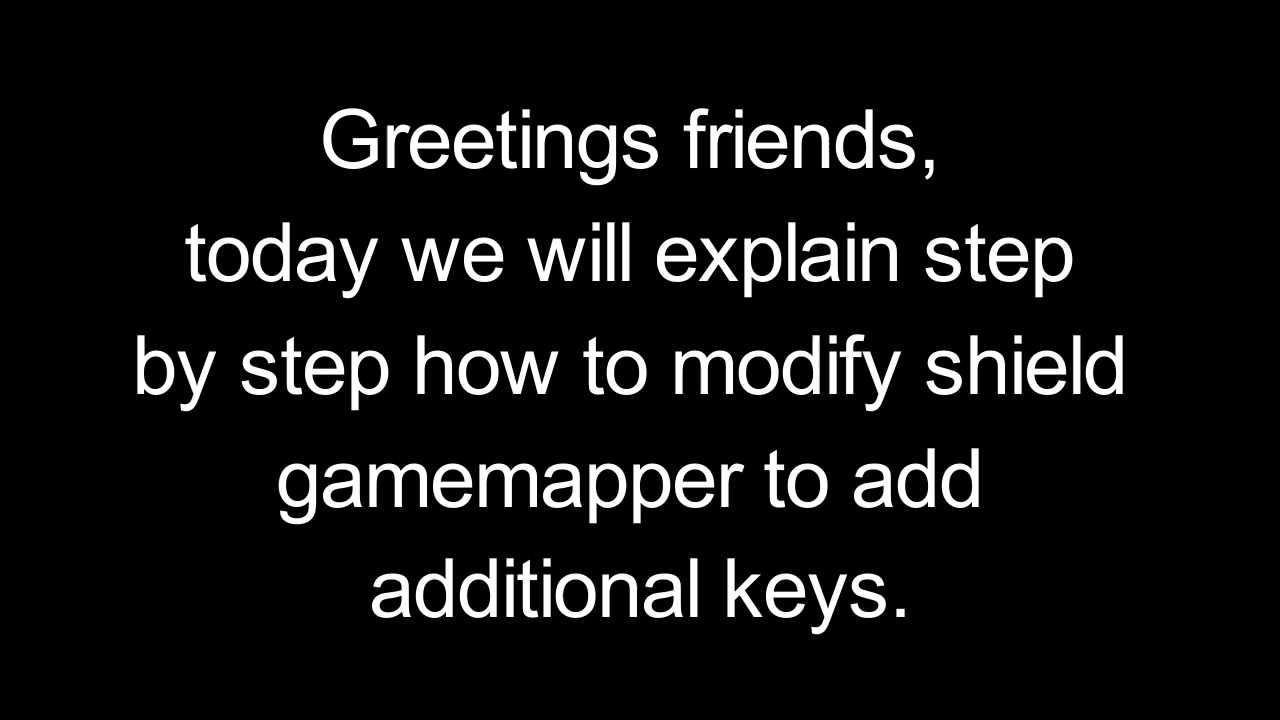 Greetings friends,
today we will explain step
by step how to modify shield
gamemapper to add
additional keys.